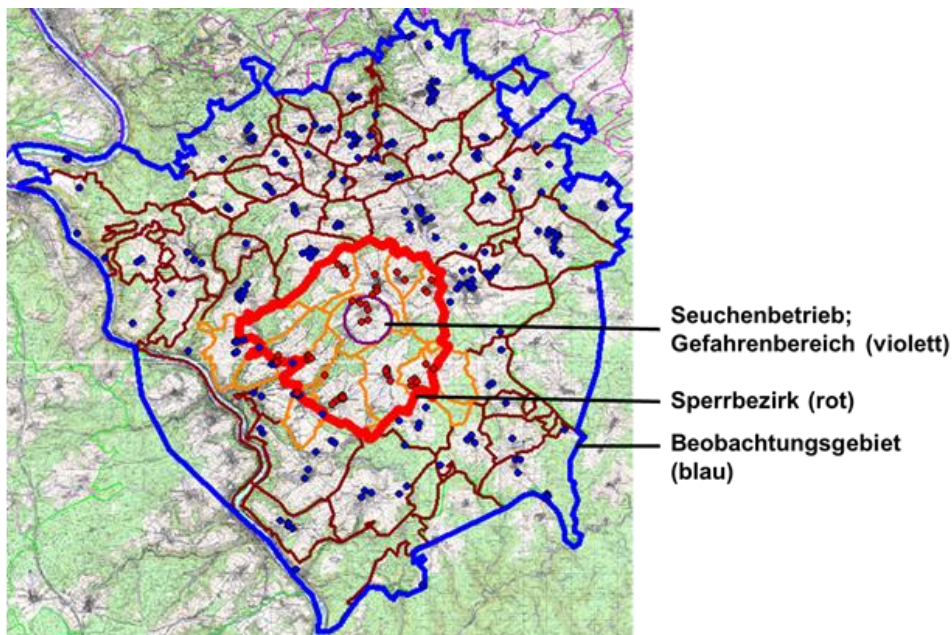 Seuchenbetrieb;
Gefahrenbereich (violett)
Sperrbezirk (rot)
Beobachtungsgebiet
(blau)